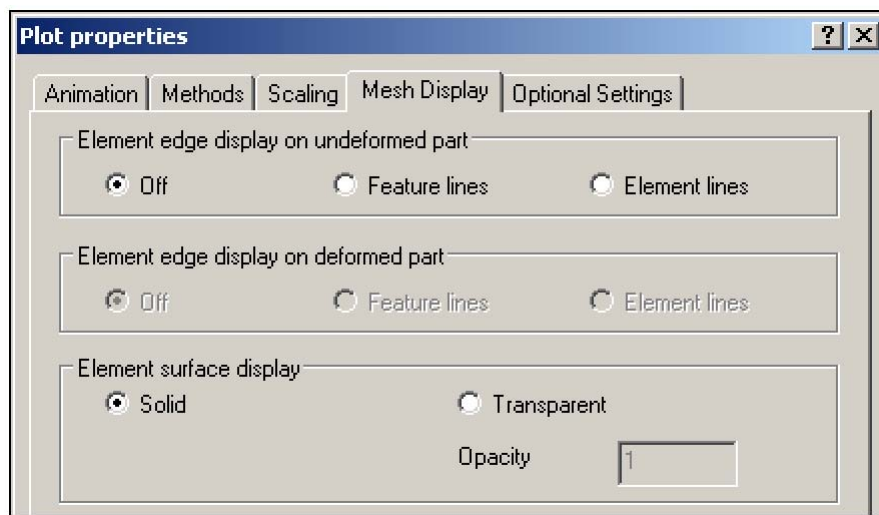 Plot properties
Animation Methods Scaling Mesh Display Optional Settings
Element edge display on undeformed part
Off Feature lines Element lines
Element edge display on deformed part
Off Feature lines Element lines
Element surface display
Solid Transparent
Opacity 1